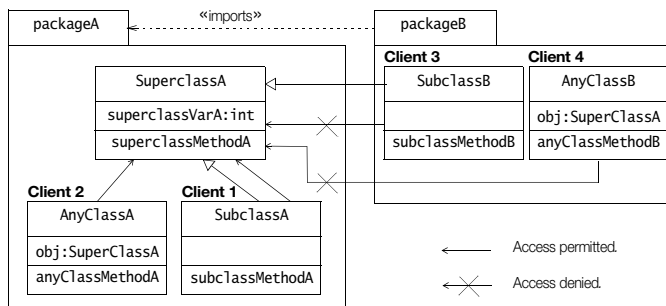 packageA
«imports»
packageB
Client 3
Client 4
SuperclassA
SubclassB
AnyClassB
superclassVarA:int
obj:SuperClassA
superclassMethodA
subclassMethodB
anyClassMethodB
Client 2
Client 1
AnyClassA
SubclassA
obj:SuperClassA
anyClassMethodA
subclassMethodA
Access permitted.
Access denied.